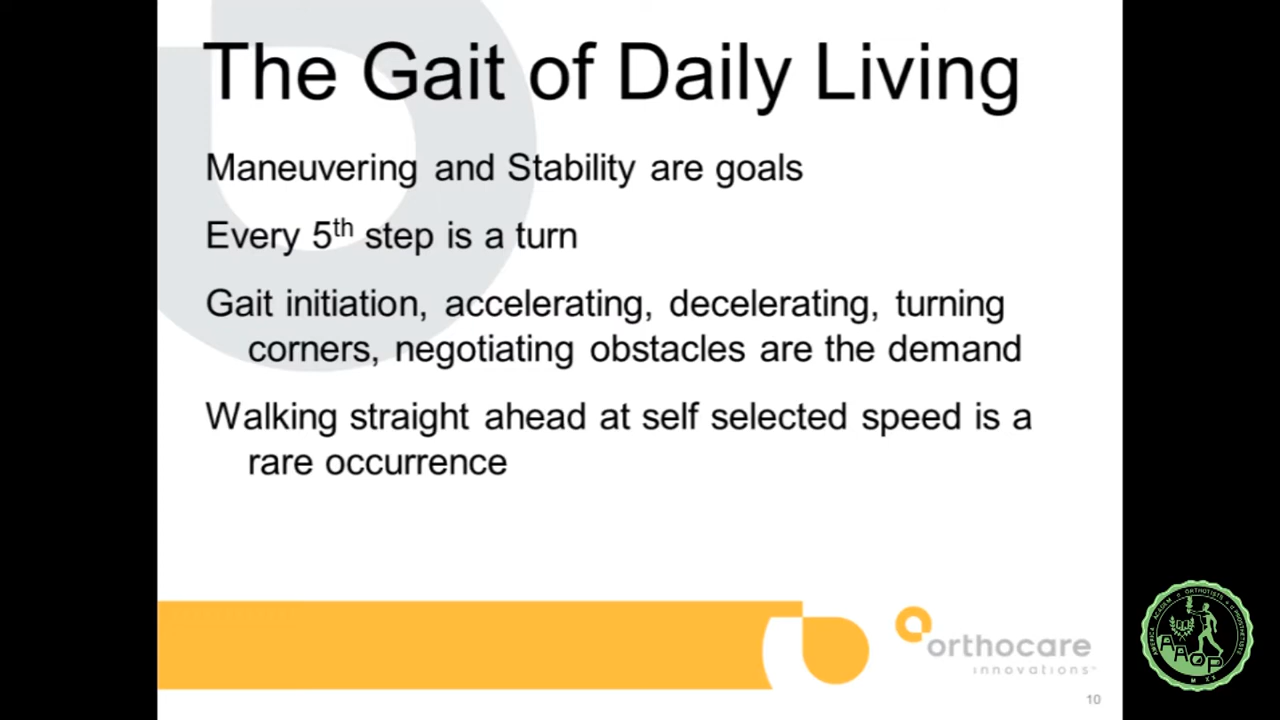 The Gait of Daily Living
Maneuvering and Stability are goals
Every 5th step is a turn
Gait initiation, accelerating, decelerating, turning
corners, negotiating obstacles are the demand
Walking straight ahead at self selected speed is a
rare occurrence
orthocare
innovations™
10
AAOP